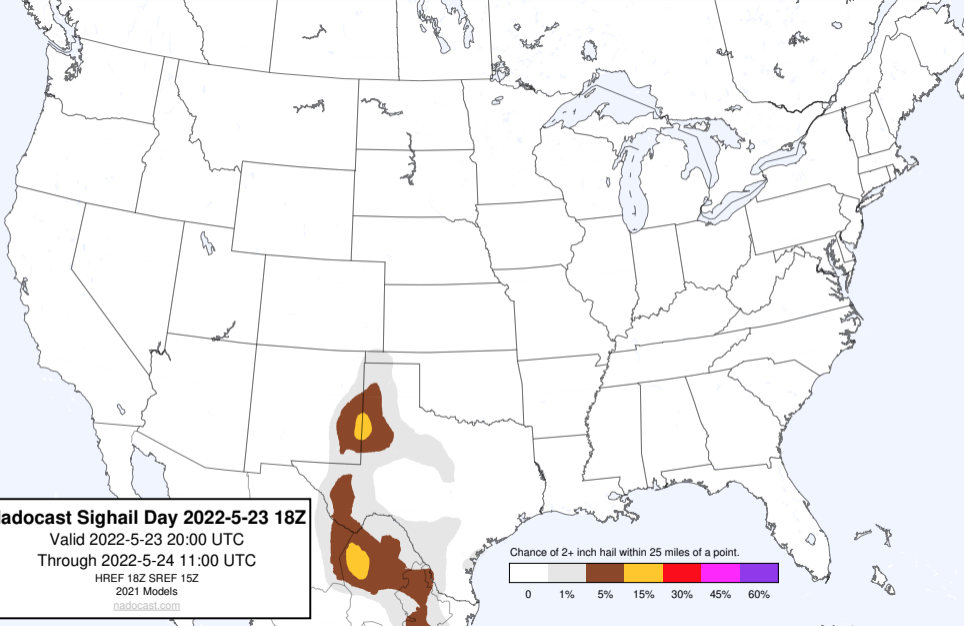 adocast Sighail Day 2022-5-23 18Z
Valid 2022-5-23 20:00 UTC
Through 2022-5-24 11:00 UTC
HREF 18Z SREF 15Z
2021 Models
nadocast.com
Chance of 2+ inch hail within 25 miles of a point.
0 1% 5% 15% 30% 45% 60%